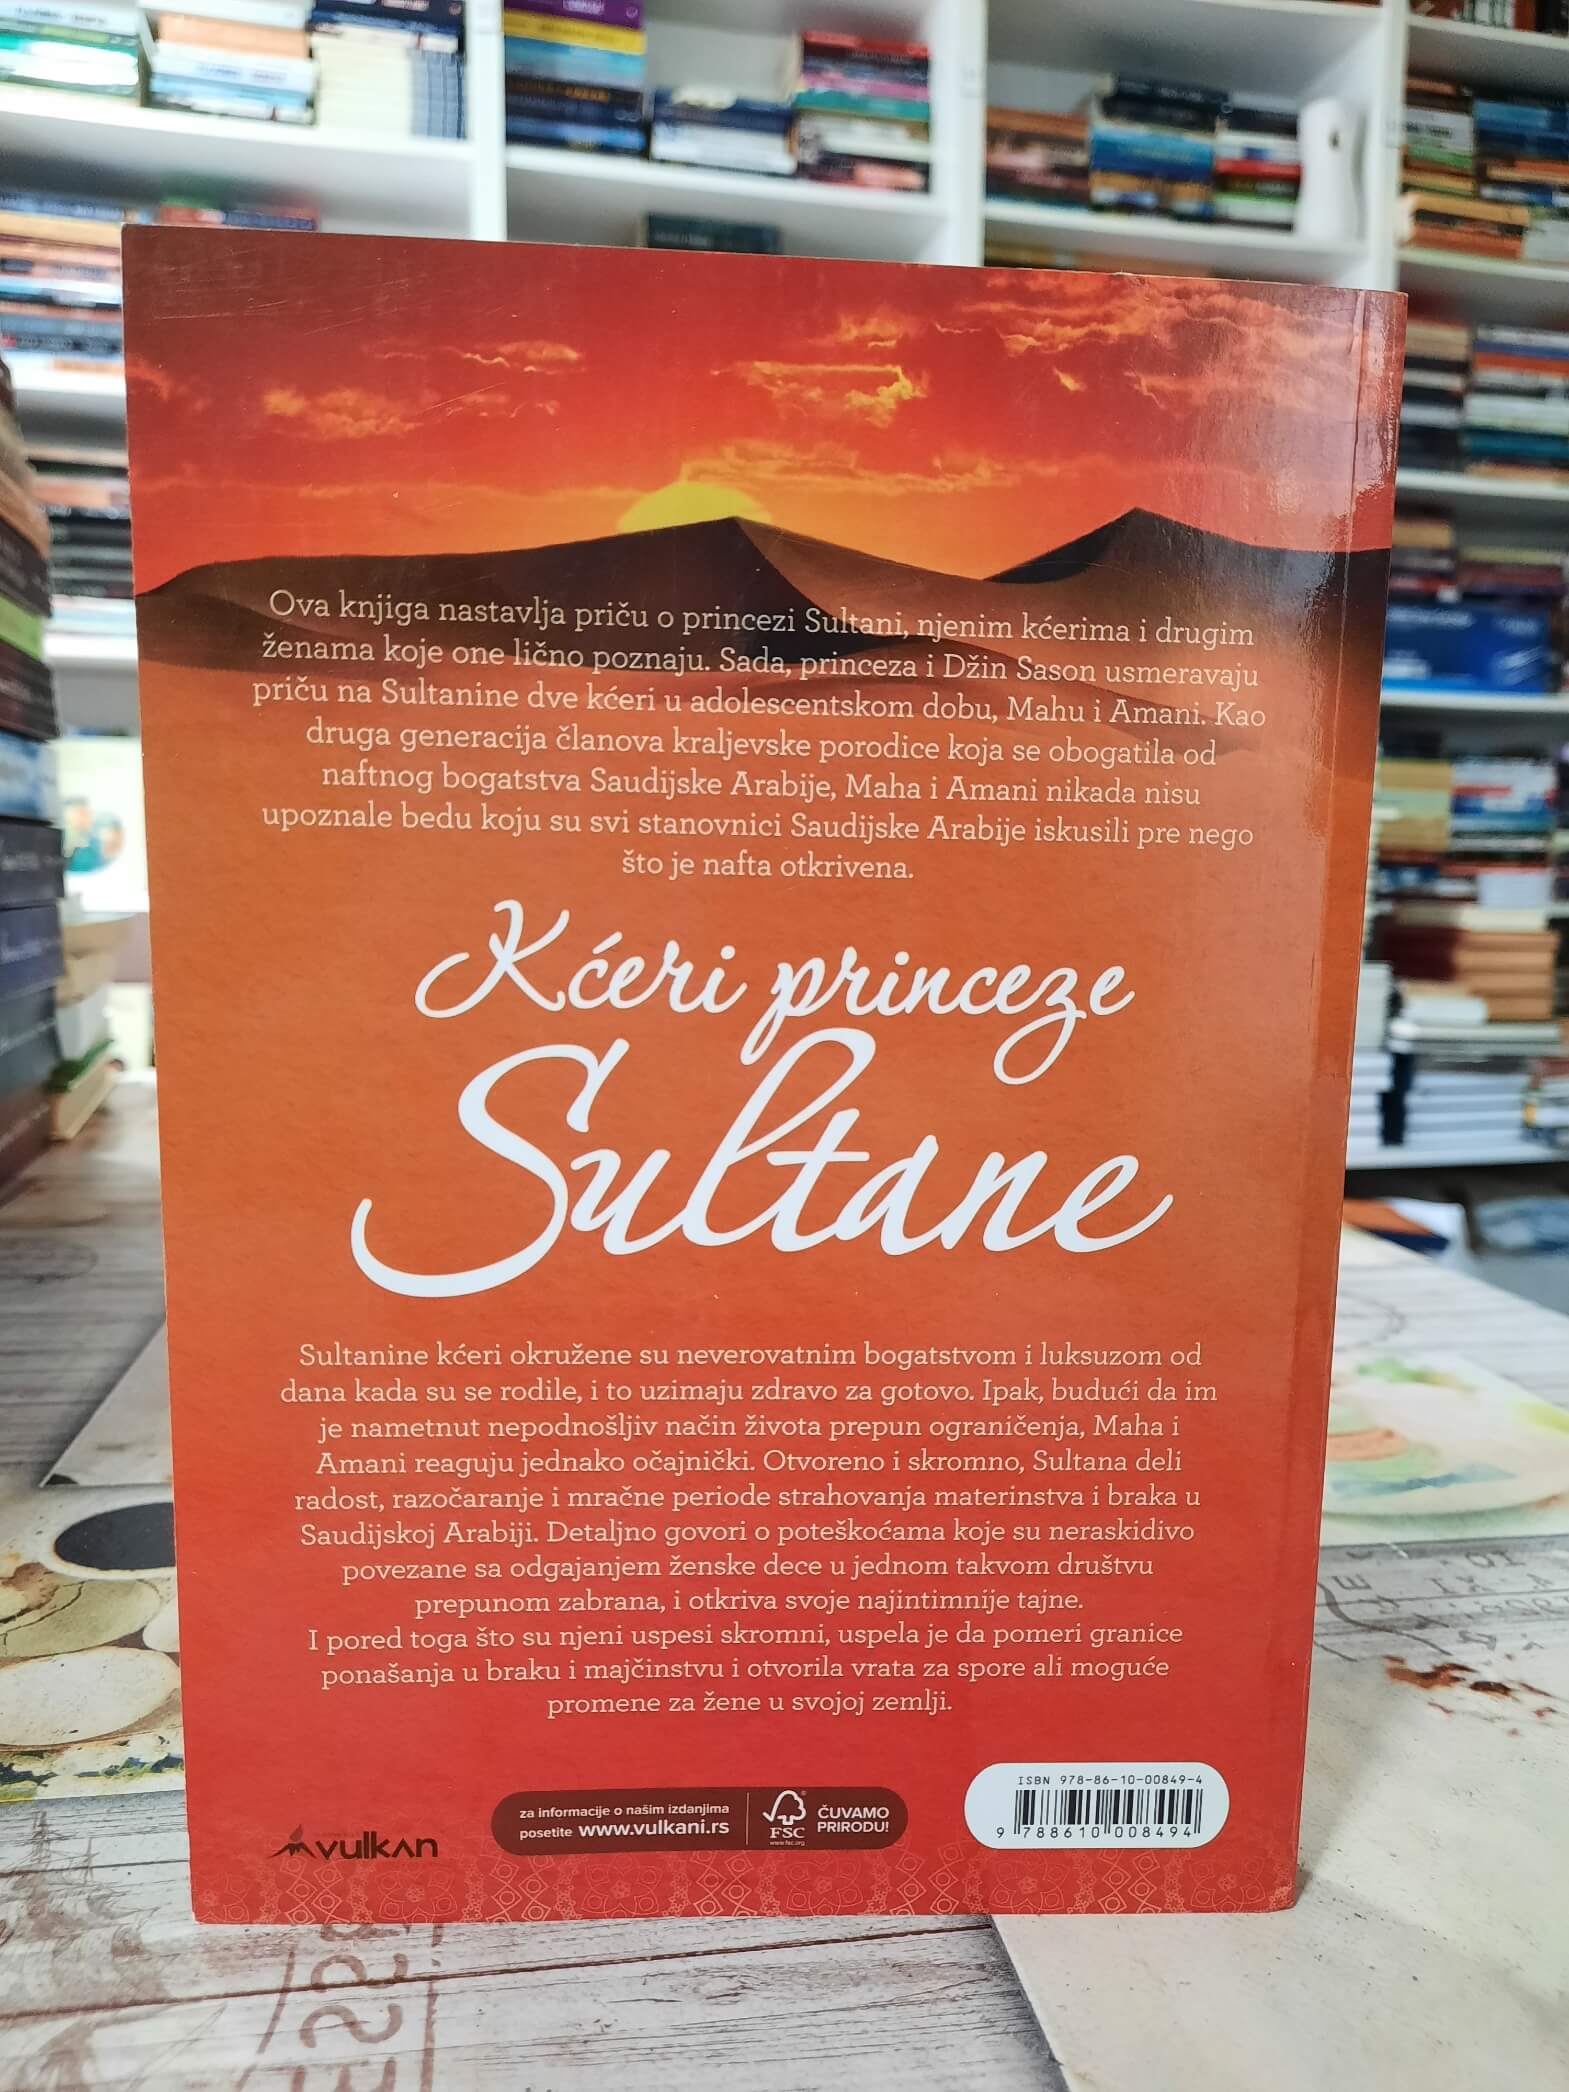 Ova knjiga nastavlja priču o princezi Sultani, njenim kćerima i drugim
ženama koje one lično poznaju. Sada, princeza i Džin Sason usmeravaju
priču na Sultanine dve kćeri u adolescentskom dobu, Mahu i Amani. Kao
druga generacija članova kraljevske porodice koja se obogatila od
naftnog bogatstva Saudijske Arabije, Maha i Amani nikada nisu
upoznale bedu koju su svi stanovnici Saudijske Arabije iskusili pre nego
što je nafta otkrivena.
Kćeri princeze
Sultane
Sultanine kćeri okružene su neverovatnim bogatstvom i luksuzom od
dana kada su se rodile, i to uzimaju zdravo za gotovo. Ipak, budući da im
je nametnut nepodnošljiv način života prepun ograničenja, Maha i
Amani reaguju jednako očajnički. Otvoreno i skromno, Sultana deli
radost, razočaranje i mračne periode strahovanja materinstva i braka u
Saudijskoj Arabiji. Detaljno govori o poteškoćama koje su neraskidivo
povezane sa odgajanjem ženske dece u jednom takvom društvu
prepunom zabrana, i otkriva svoje najintimnije tajne.
I pored toga što su njeni uspesi skromni, uspela je da pomeri granice
ponašanja u braku i majčinstvu i otvorila vrata za spore ali moguće
promene za žene u svojoj zemlji.
vulkan
za informacije o našim izdanjima
posetite www.vulkani.rs
FSC
www.fsc.org
ČUVAMO
PRIRODU!
ISBN 978-86-10-00849-4
9 788610 008494